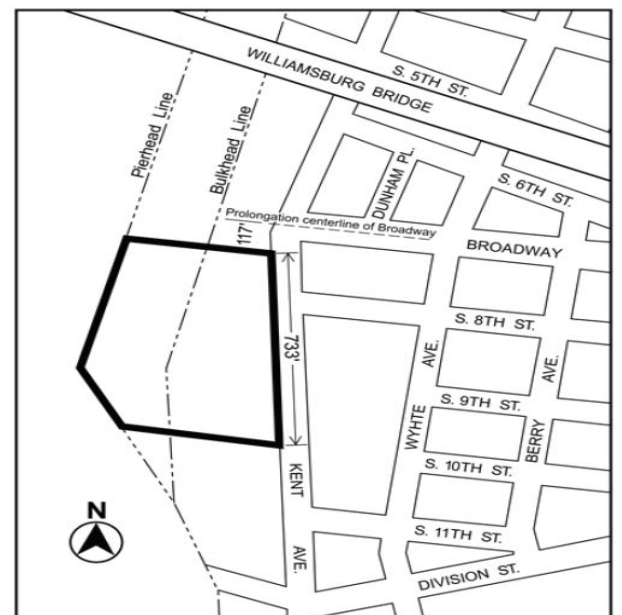 S. 5TH ST.
WILLIAMSBURG BRIDGE
Pierhead Line
Bulkhead Line
DUNHAM PL.
S. 6TH ST.
Prolongation centerline of Broadway
117'
BROADWAY
733'
S. 8TH ST.
AVE.
AVE.
S. 9TH ST.
WYHTE
BERRY
KENT
S. 10TH ST.
N
S. 11TH ST.
AVE.
DIVISION ST.